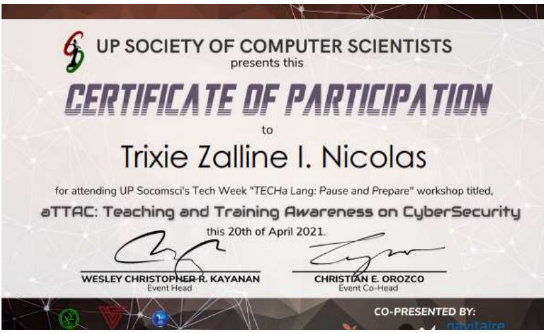 UP SOCIETY OF COMPUTER SCIENTISTS
presents this
CERTIFICATE OF PARTICIPATION
to
Trixie Zalline I. Nicolas
for attending UP Socomsci's Tech Week "TECHa Lang: Pause and Prepare" workshop titled,
aTTAC: Teaching and Training Awareness on CyberSecurity
this 20th of April 2021.
WESLEY CHRISTOPHER R. KAYANAN CHRISTIAN E. OROZCO
Event Head Event Co-Head
CO-PRESENTED BY:
navitaire